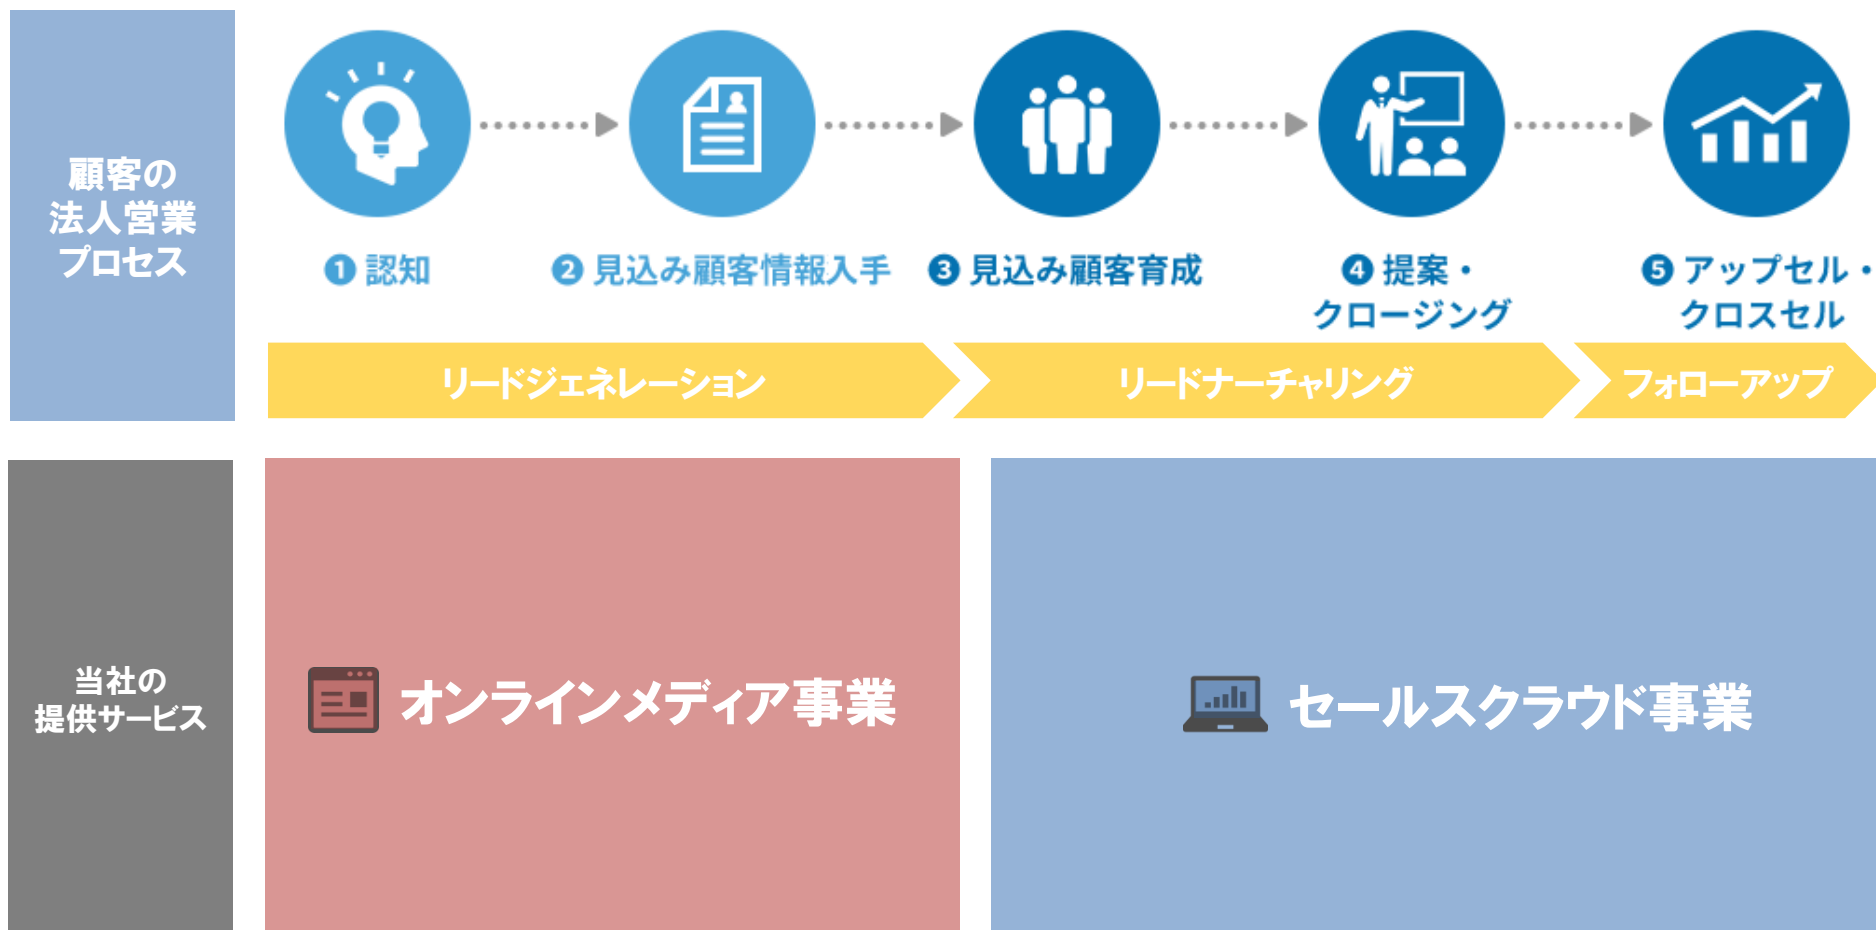 顧客の
法人営業
プロセス
❶ 認知
❷ 見込み顧客情報入手
❸ 見込み顧客育成
❹ 提案・
クロージング
❺ アップセル・
クロスセル
リードジェネレーション
リードナーチャリング
フォローアップ
当社の
提供サービス
オンラインメディア事業
セールスクラウド事業